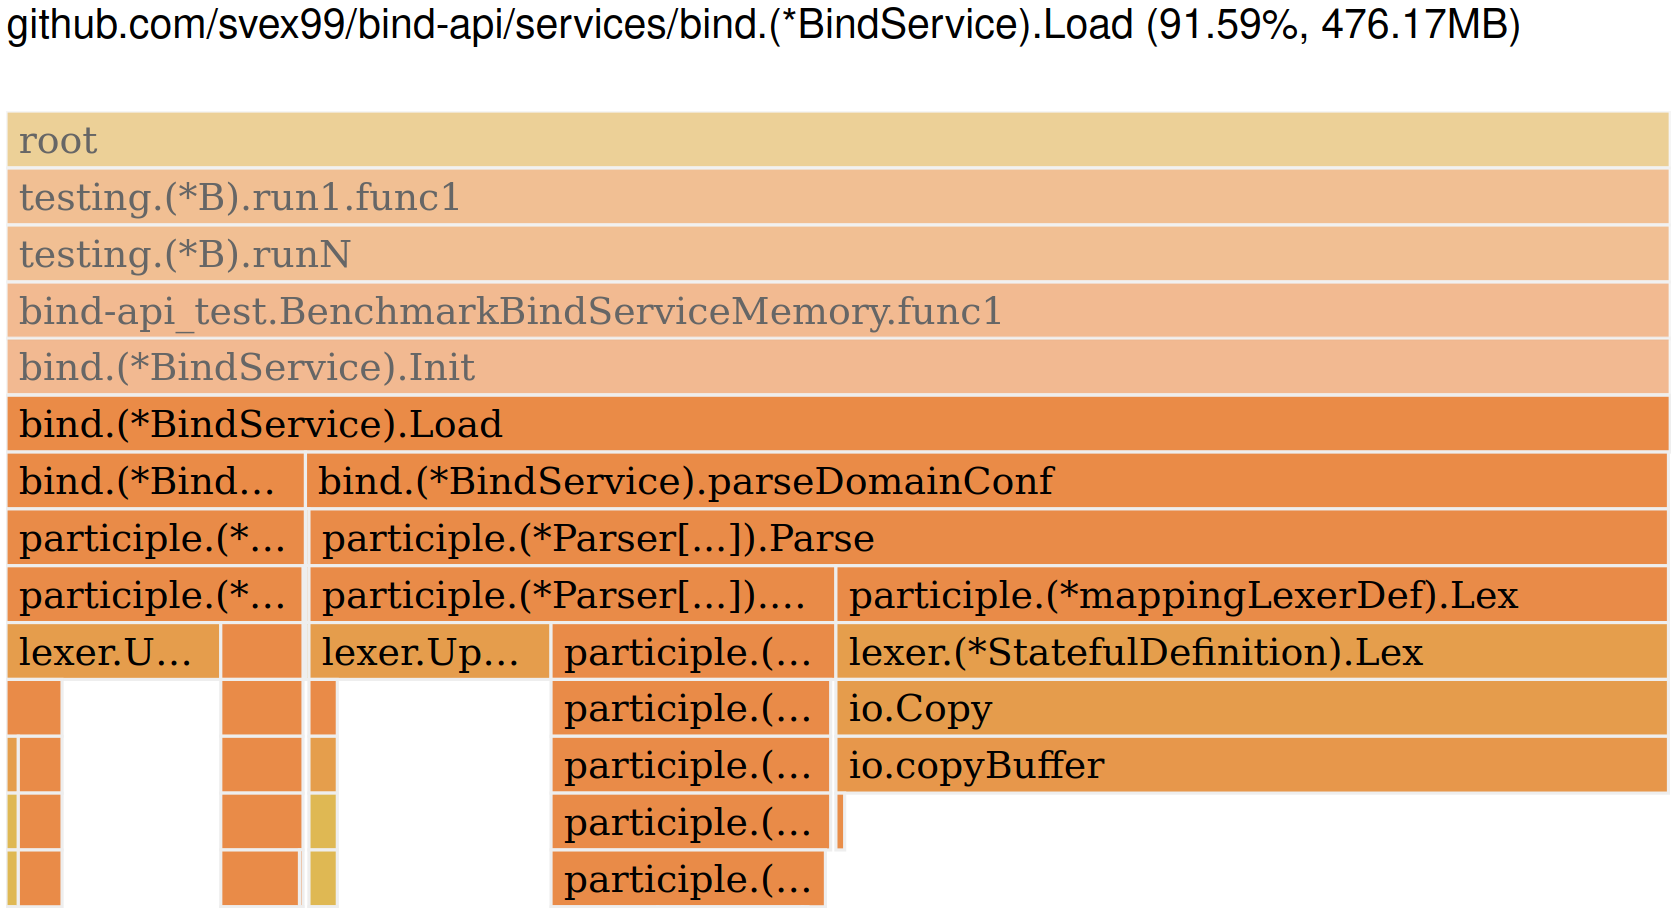 github.com/svex99/bind-api/services/bind.(*BindService).Load (91.59%, 476.17MB)
root
testing.(*B).run1.func1
testing.(*B).runN
bind-api_test.BenchmarkBindServiceMemory.func1
bind.(*BindService).Init
bind.(*BindService).Load
bind.(*Bind… bind.(*BindService).parseDomainConf
participle.(*… participle.(*Parser[…]).Parse
participle.(*… participle.(*Parser[…]).… participle.(*mappingLexerDef).Lex
lexer.U… lexer.Up… participle.(… lexer.(*StatefulDefinition).Lex
participle.(… io.Copy
participle.(… io.copyBuffer
participle.(…
participle.(…